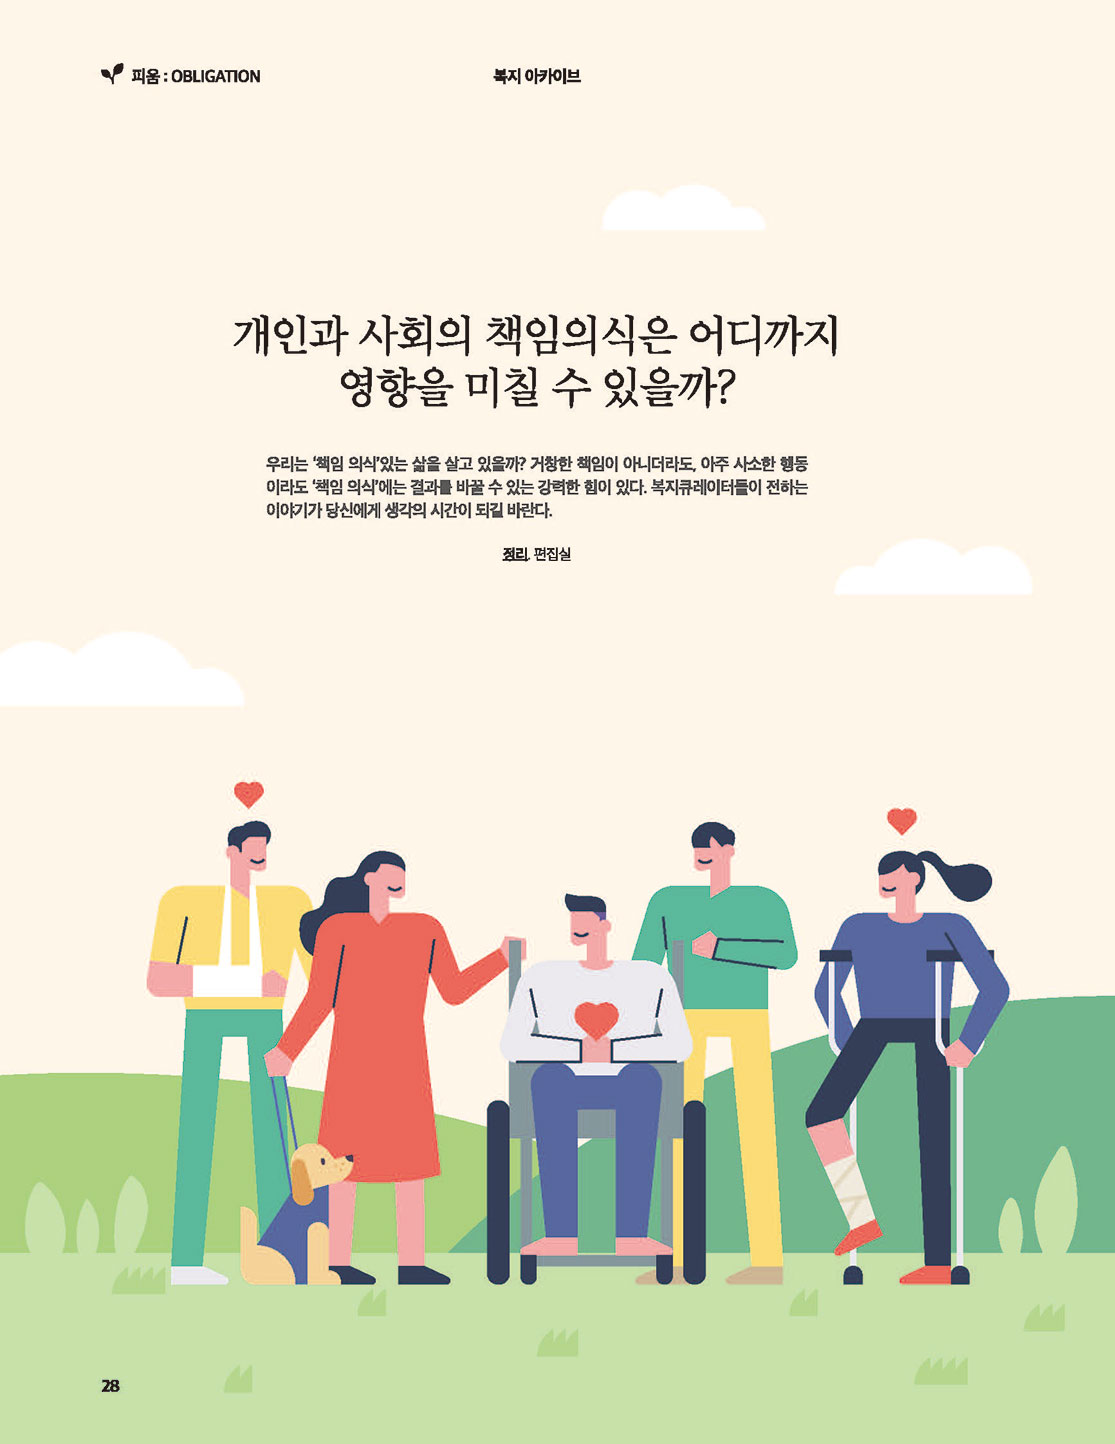 피움 : OBLIGATION
복지 아카이브
개인과 사회의 책임의식은 어디까지
영향을 미칠 수 있을까?
우리는 ‘책임 의식’있는 삶을 살고 있을까? 거창한 책임이 아니더라도, 아주 사소한 행동
이라도 ‘책임 의식’에는 결과를 바꿀 수 있는 강력한 힘이 있다. 복지큐레이터들이 전하는
이야기가 당신에게 생각의 시간이 되길 바란다.
정리. 편집실
28